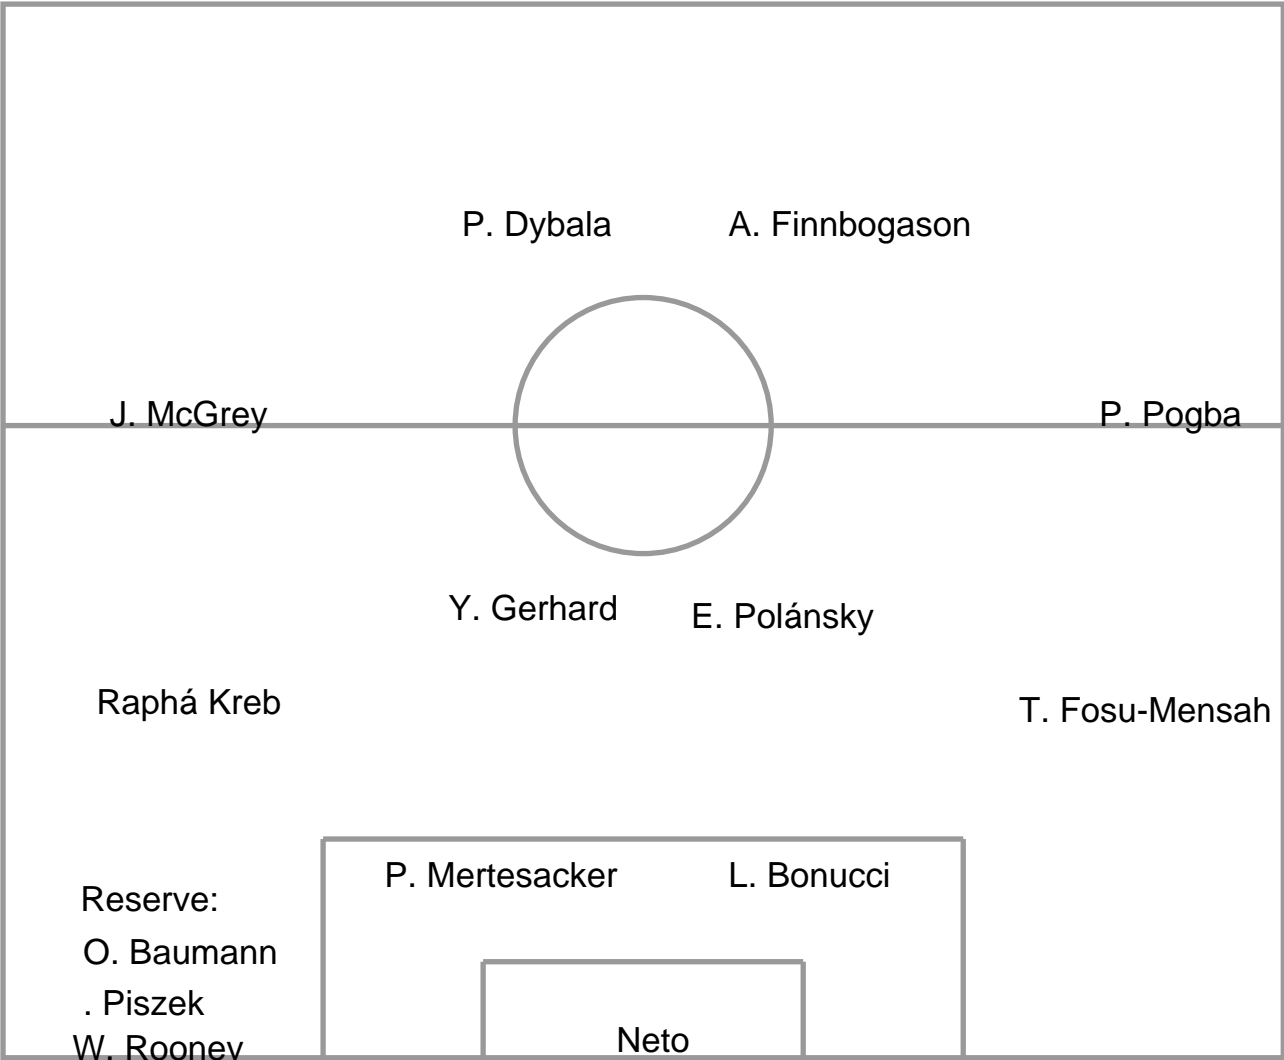 P. Dybala A. Finnbogason
J. McGrey P. Pogba
Y. Gerhard E. Polánsky
Raphá Kreb T. Fosu-Mensah
P. Mertesacker L. Bonucci
Reserve:
O. Baumann
. Piszek
W. Rooney
Neto